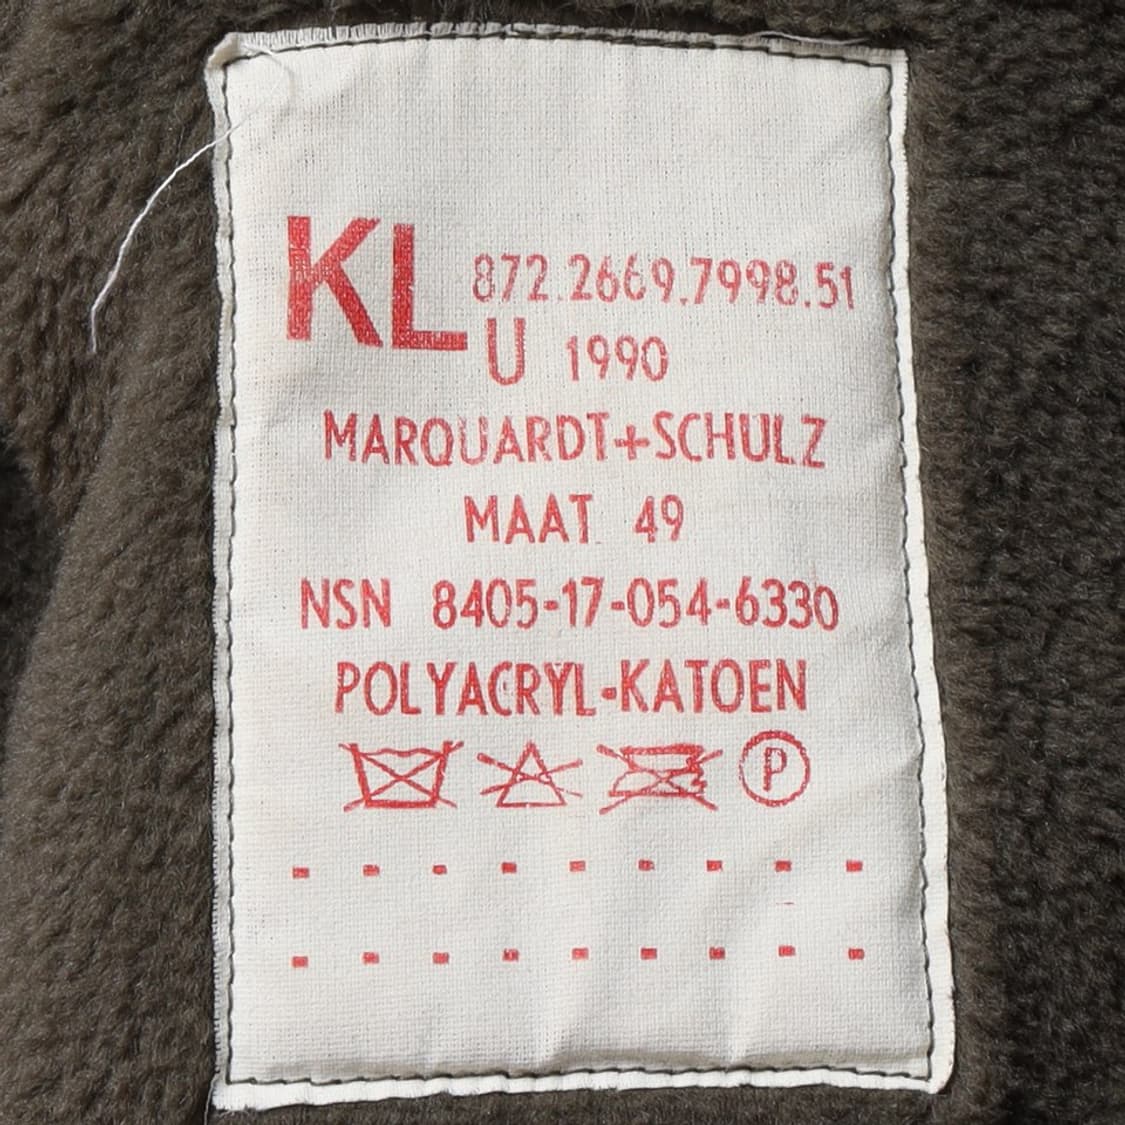 KL 872.2669.7998.51
U 1990
MARQUARDT+SCHULZ
MAAT 49
NSN 8405-17-054-6330
POLYACRYL-KATOEN
P